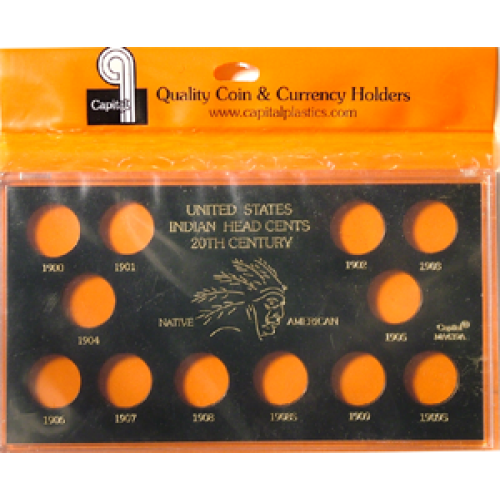 Capital
Quality Coin & Currency Holders
www.capitalplastics.com
UNITED STATES
INDIAN HEAD CENTS
20TH CENTURY
1900 1901 1902 1903
NATIVE AMERICAN
1904 1905
Capital®
1906 1907 1908 1908S 1909 1909S